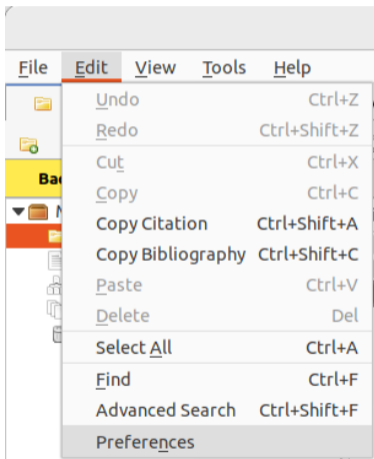 File Edit View Tools Help
Undo Ctrl+Z
Redo Ctrl+Shift+Z
Cut Ctrl+X
Copy Ctrl+C
Copy Citation Ctrl+Shift+A
Copy Bibliography Ctrl+Shift+C
Paste Ctrl+V
Delete Del
Select All Ctrl+A
Find Ctrl+F
Advanced Search Ctrl+Shift+F
Preferences